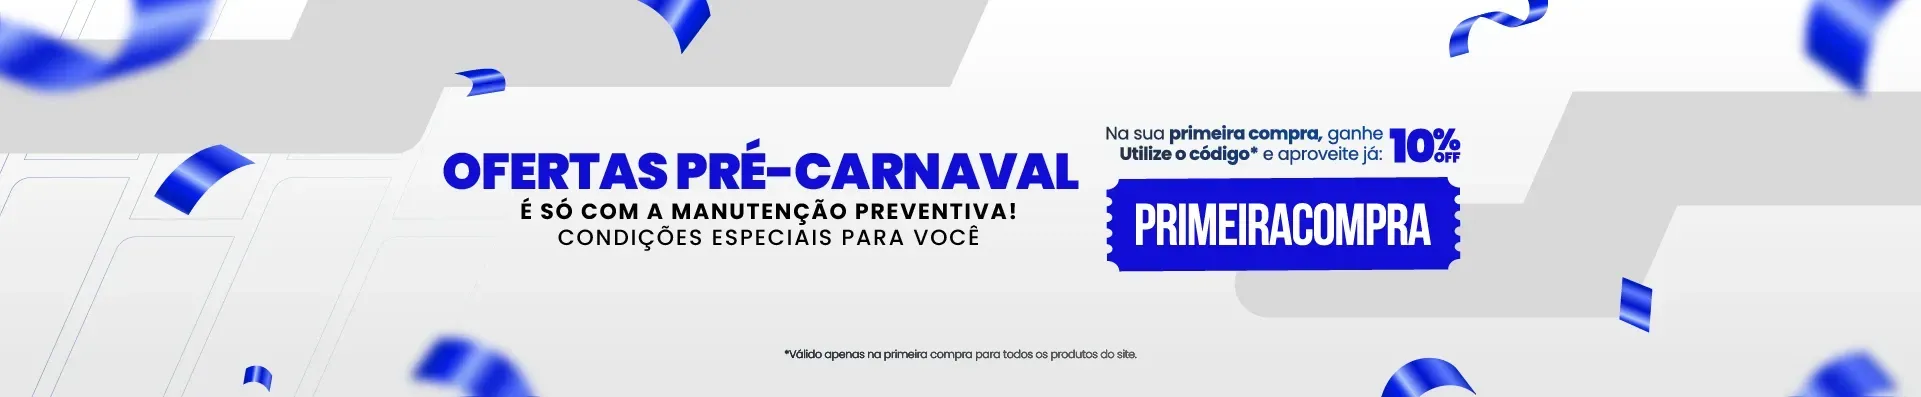 OFERTAS PRÉ-CARNAVAL
É SÓ COM A MANUTENÇÃO PREVENTIVA!
CONDIÇÕES ESPECIAIS PARA VOCÊ
Na sua primeira compra, ganhe
Utilize o código* e aproveite já:
10% OFF
PRIMEIRACOMPRA
*Válido apenas na primeira compra para todos os produtos do site.